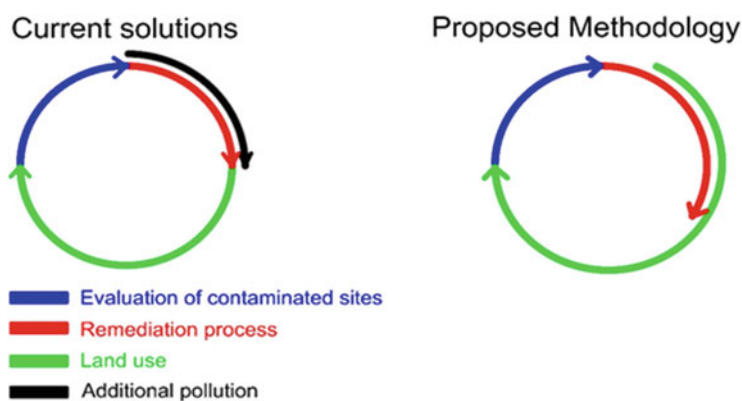 Current solutions
Proposed Methodology
Evaluation of contaminated sites
Remediation process
Land use
Additional pollution